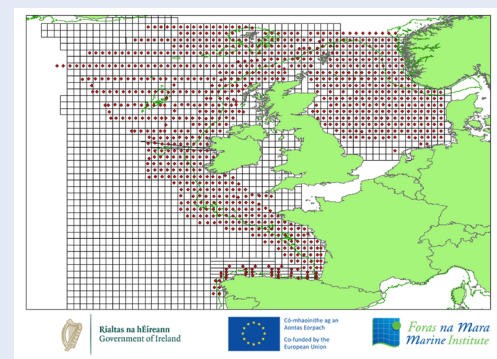 Rialtas na hÉireann
Government of Ireland
Có-mhaoinithe ag an
Aontas Eorpach
Co-funded by the
European Union
Foras na Mara
Marine Institute